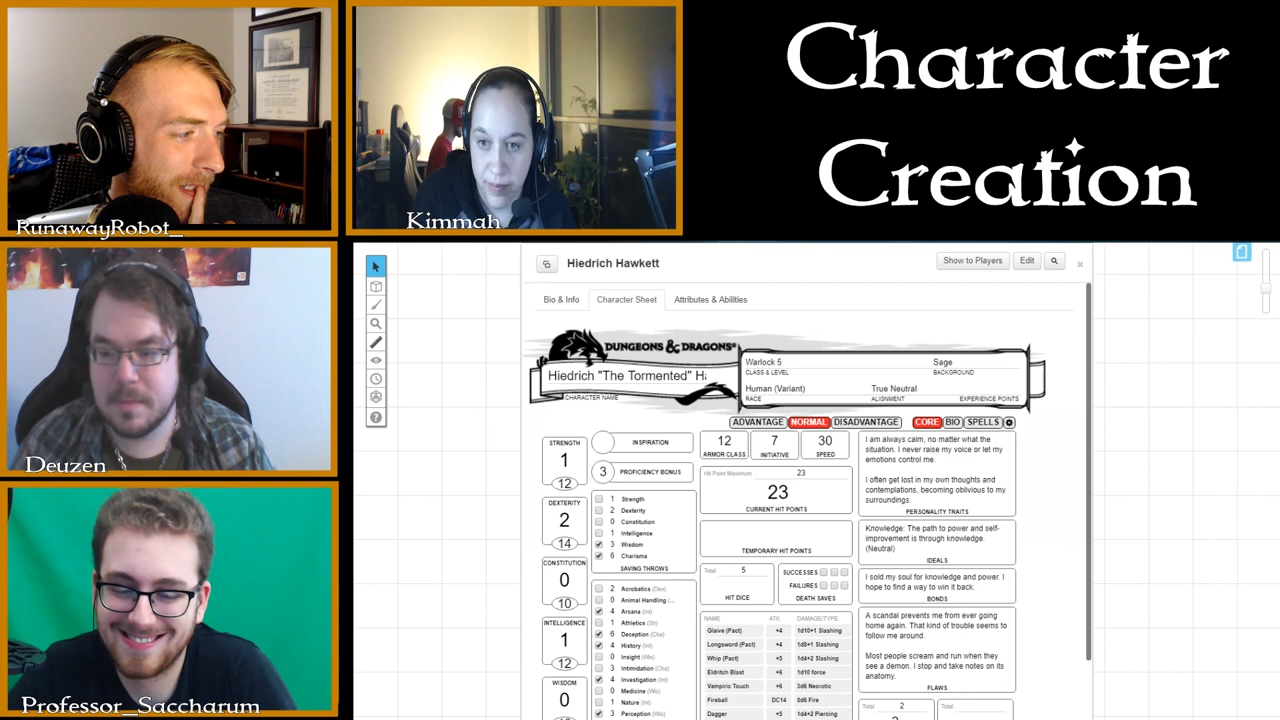 Character
Creation
RunawayRobot_
Kimmah
Deuzen
Professor_Saccharum
Hiedrich Hawkett
Show to Players
Edit
Bio & Info
Character Sheet
Attributes & Abilities
DUNGEONS & DRAGONS®
Hiedrich "The Tormented" H
CHARACTER NAME
Warlock 5
Sage
CLASS & LEVEL
BACKGROUND
Human (Variant)
True Neutral
RACE
ALIGNMENT
EXPERIENCE POINTS
ADVANTAGE NORMAL DISADVANTAGE
CORE BIO SPELLS
STRENGTH
1
12
DEXTERITY
2
14
CONSTITUTION
0
10
INTELLIGENCE
1
12
WISDOM
0
INSPIRATION
3 PROFICIENCY BONUS
1 Strength
2 Dexterity
0 Constitution
1 Intelligence
3 Wisdom
6 Charisma
SAVING THROWS
2 Acrobatics (Dex)
0 Animal Handling (...
4 Arcana (Int)
1 Athletics (Str)
6 Deception (Cha)
4 History (Int)
0 Insight (Wis)
3 Intimidation (Cha)
4 Investigation (Int)
0 Medicine (Wis)
1 Nature (Int)
3 Perception (Wis)
12 7 30
ARMOR CLASS INITIATIVE SPEED
Hit Point Maximum 23
23
CURRENT HIT POINTS
TEMPORARY HIT POINTS
Total 5
HIT DICE
SUCCESSES
FAILURES
DEATH SAVES
NAME ATK DAMAGE/TYPE
Glaive (Pact) +4 1d10+1 Slashing
Longsword (Pact) +4 1d8+1 Slashing
Whip (Pact) +5 1d4+2 Slashing
Eldritch Blast +6 1d10 force
Vampiric Touch +6 3d6 Necrotic
Fireball DC14 8d6 Fire
Dagger +5 1d4+2 Piercing
I am always calm, no matter what the
situation. I never raise my voice or let my
emotions control me.
I often get lost in my own thoughts and
contemplations, becoming oblivious to my
surroundings.
PERSONALITY TRAITS
Knowledge: The path to power and self-
improvement is through knowledge.
(Neutral)
IDEALS
I sold my soul for knowledge and power. I
hope to find a way to win it back.
BONDS
A scandal prevents me from ever going
home again. That kind of trouble seems to
follow me around.
Most people scream and run when they
see a demon. I stop and take notes on its
anatomy.
FLAWS
Total 2
Total